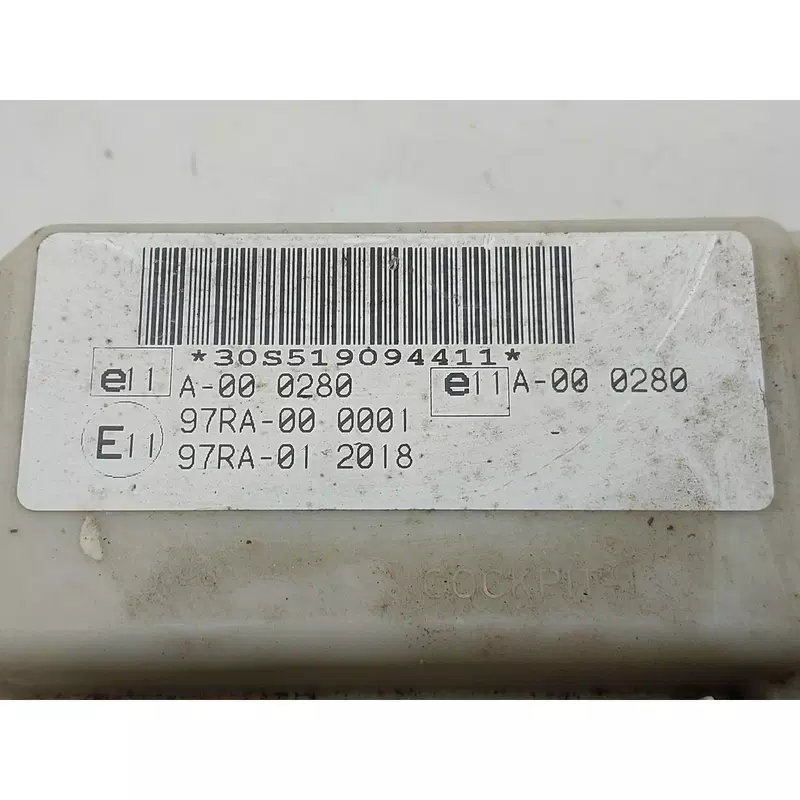 *30S519094411*
e11 A-00 0280 e11 A-00 0280
97RA-00 0001
E11 97RA-01 2018
COCKPIT-